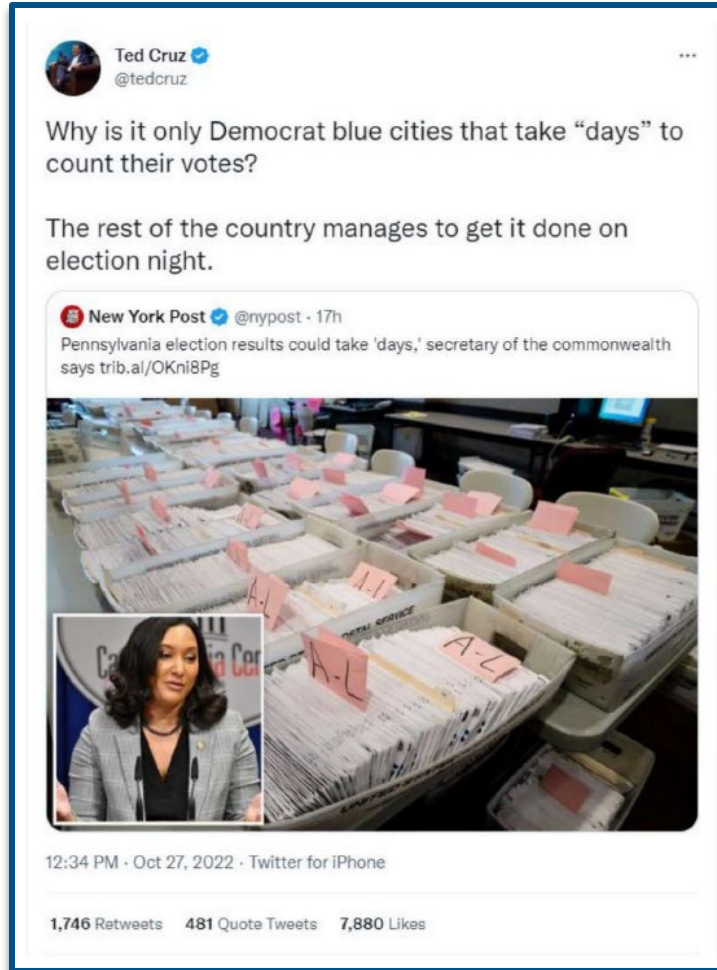 Ted Cruz
@tedcruz
Why is it only Democrat blue cities that take “days” to
count their votes?
The rest of the country manages to get it done on
election night.
New York Post @nypost · 17h
Pennsylvania election results could take 'days,' secretary of the commonwealth
says trib.al/OKni8Pg
A-L
A-L
A-L
A-L
12:34 PM · Oct 27, 2022 · Twitter for iPhone
1,746 Retweets 481 Quote Tweets 7,880 Likes